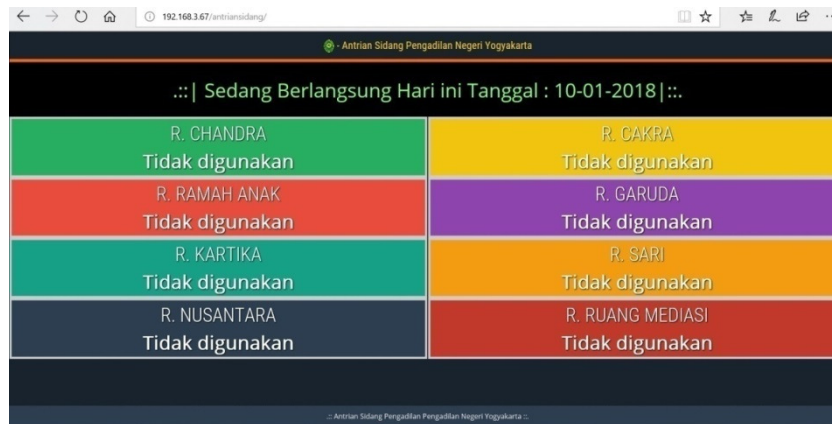 192.168.3.67/antriansidang/
- Antrian Sidang Pengadilan Negeri Yogyakarta
.::| Sedang Berlangsung Hari ini Tanggal : 10-01-2018|::.
R. CHANDRA
Tidak digunakan
R. CAKRA
Tidak digunakan
R. RAMAH ANAK
Tidak digunakan
R. GARUDA
Tidak digunakan
R. KARTIKA
Tidak digunakan
R. SARI
Tidak digunakan
R. NUSANTARA
Tidak digunakan
R. RUANG MEDIASI
Tidak digunakan
.:: Antrian Sidang Pengadilan Pengadilan Negeri Yogyakarta ::.